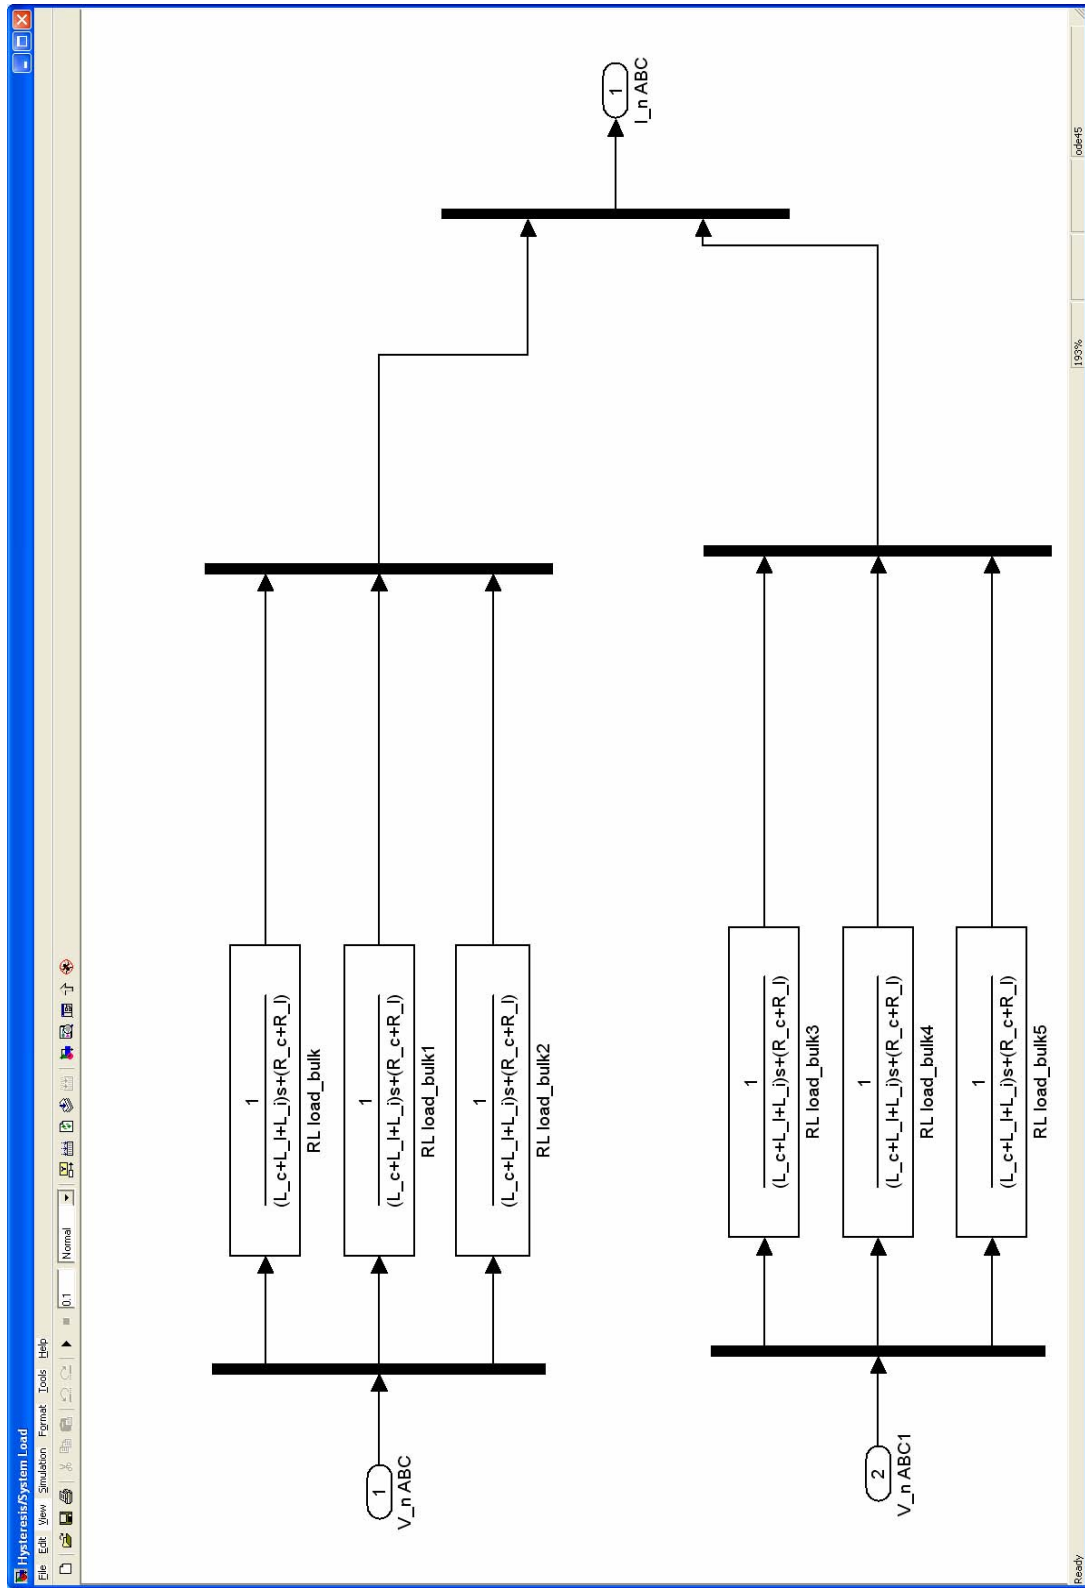 Hysteresis/System Load
File Edit View Simulation Format Tools Help
0.1 Normal
1
V_n ABC
1
(L_c+L_l+L_i)s+(R_c+R_l)
RL load_bulk
1
(L_c+L_l+L_i)s+(R_c+R_l)
RL load_bulk1
1
(L_c+L_l+L_i)s+(R_c+R_l)
RL load_bulk2
1
I_n ABC
2
V_n ABC1
1
(L_c+L_l+L_i)s+(R_c+R_l)
RL load_bulk3
1
(L_c+L_l+L_i)s+(R_c+R_l)
RL load_bulk4
1
(L_c+L_l+L_i)s+(R_c+R_l)
RL load_bulk5
Ready 193% ode45